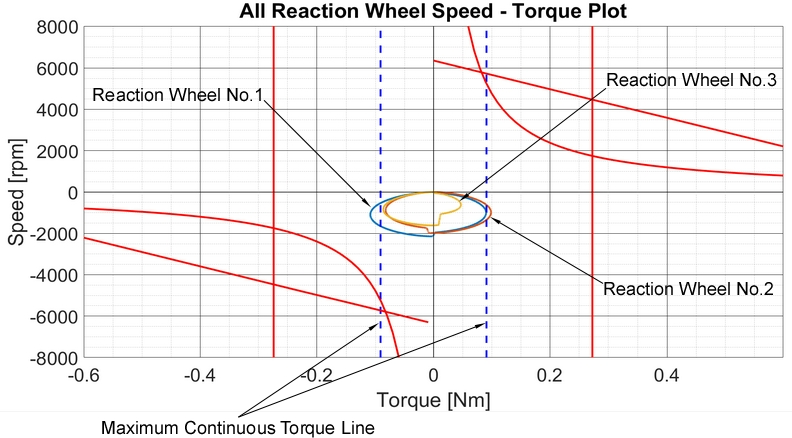 All Reaction Wheel Speed - Torque Plot
8000
6000
4000
2000
0
-2000
-4000
-6000
-8000
Speed [rpm]
Reaction Wheel No.1
Reaction Wheel No.3
Reaction Wheel No.2
-0.6
-0.4
-0.2
0
0.2
0.4
Torque [Nm]
Maximum Continuous Torque Line